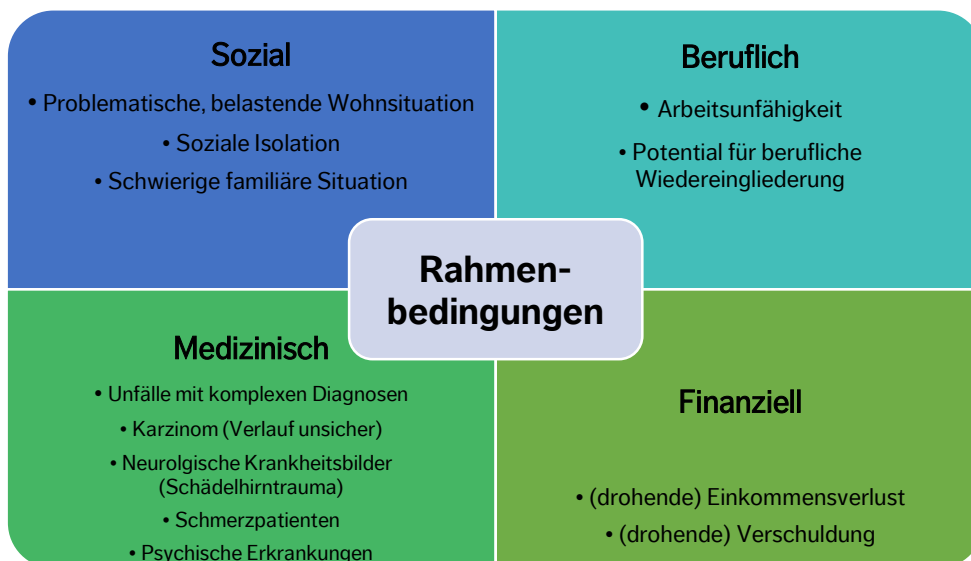 Sozial
• Problematische, belastende Wohnsituation
• Soziale Isolation
• Schwierige familiäre Situation
Beruflich
• Arbeitsunfähigkeit
• Potential für berufliche
Wiedereingliederung
Rahmen-
bedingungen
Medizinisch
• Unfälle mit komplexen Diagnosen
• Karzinom (Verlauf unsicher)
• Neurolgische Krankheitsbilder
(Schädelhirntrauma)
• Schmerzpatienten
• Psychische Erkrankungen
Finanziell
• (drohende) Einkommensverlust
• (drohende) Verschuldung